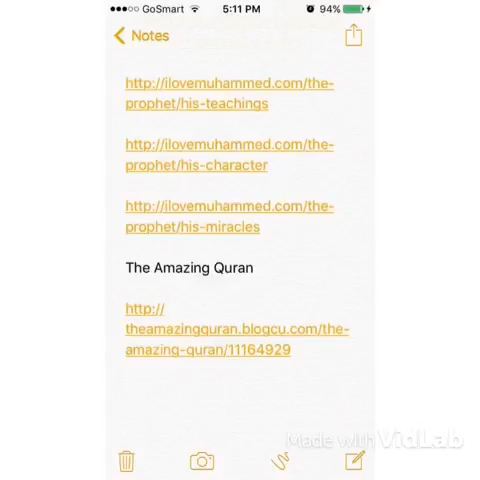 GoSmart 5:11 PM 94%
Notes
http://ilovemuhammed.com/the-
prophet/his-teachings
http://ilovemuhammed.com/the-
prophet/his-character
http://ilovemuhammed.com/the-
prophet/his-miracles
The Amazing Quran
http://
theamazingquran.blogcu.com/the-
amazing-quran/11164929
Made with VidLab